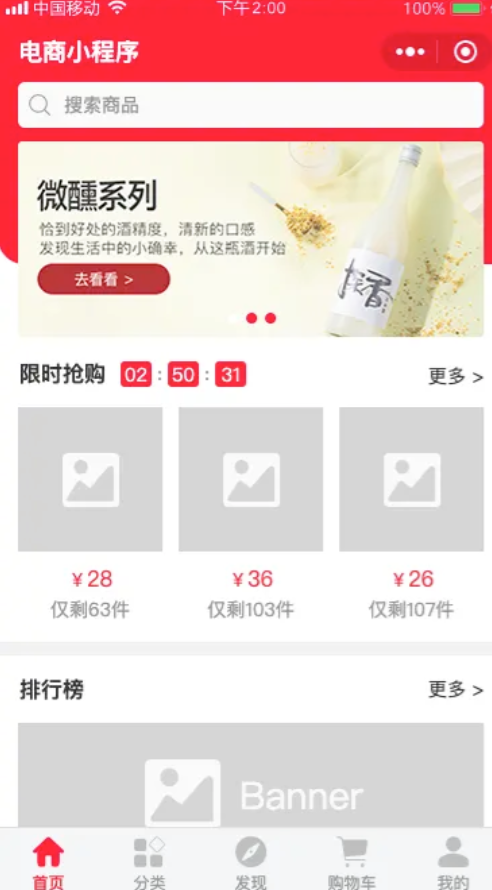 中国移动 下午2:00 100%
电商小程序
搜索商品
微醺系列
恰到好处的酒精度，清新的口感
发现生活中的小确幸，从这瓶酒开始
去看看 >
限时抢购 02 : 50 : 31 更多 >
¥28 ¥36 ¥26
仅剩63件 仅剩103件 仅剩107件
排行榜 更多 >
Banner
首页 分类 发现 购物车 我的